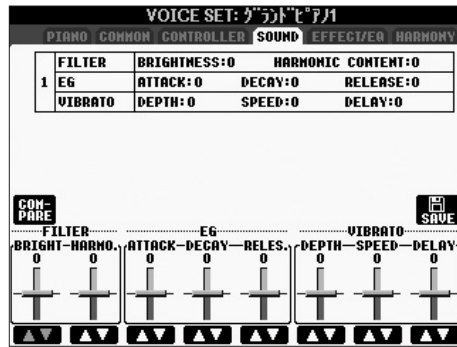 VOICE SET: グランドピアノ1
PIANO COMMON CONTROLLER SOUND EFFECT/EQ HARMONY
FILTER BRIGHTNESS:0 HARMONIC CONTENT:0
1 EG ATTACK:0 DECAY:0 RELEASE:0
VIBRATO DEPTH:0 SPEED:0 DELAY:0
COM-
PARE
SAVE
FILTER EG VIBRATO
BRIGHT-HARMO. ATTACK-DECAY-RELES. DEPTH-SPEED-DELAY
0 0 0 0 0 0 0 0